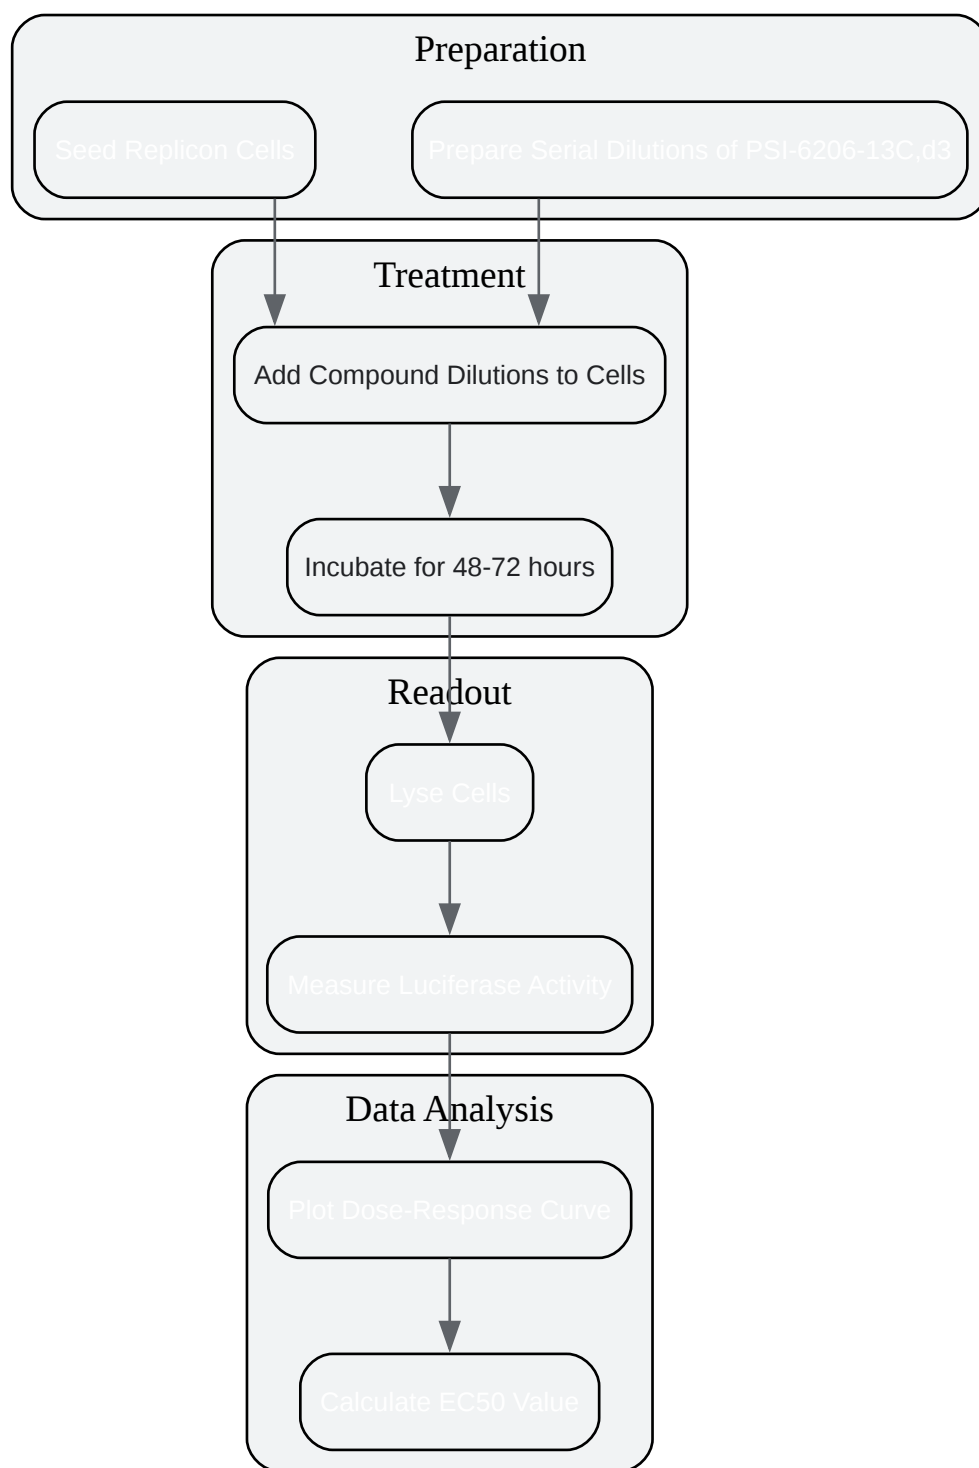 Preparation
Seed Replicon Cells
Prepare Serial Dilutions of PSI-6206-13C,d3
Treatment
Add Compound Dilutions to Cells
Incubate for 48-72 hours
Readout
Lyse Cells
Measure Luciferase Activity
Data Analysis
Plot Dose-Response Curve
Calculate EC50 Value